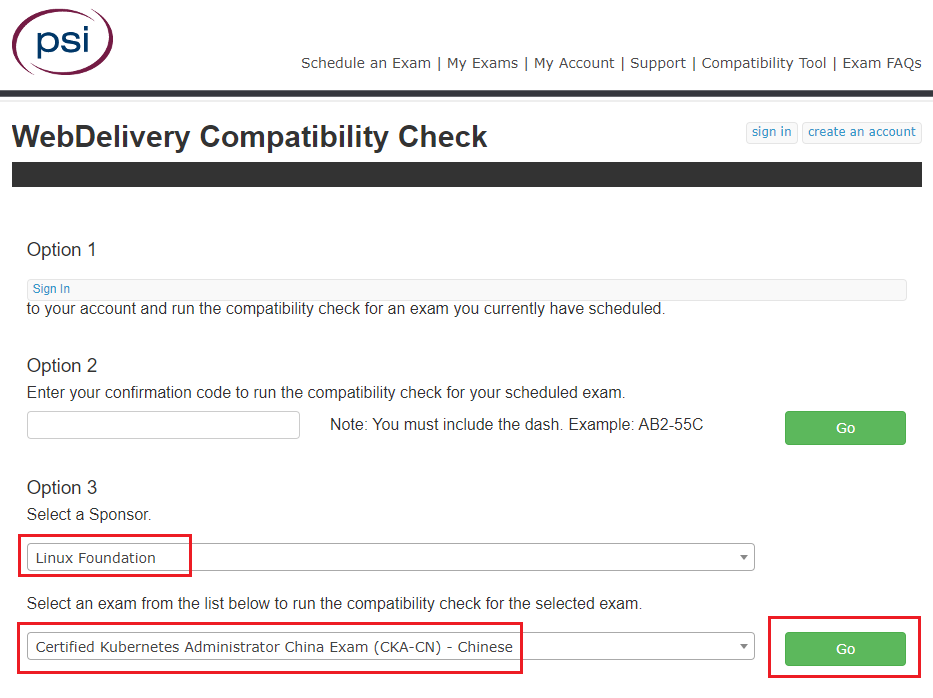 psi
Schedule an Exam | My Exams | My Account | Support | Compatibility Tool | Exam FAQs
WebDelivery Compatibility Check
sign in create an account
Option 1
Sign In
to your account and run the compatibility check for an exam you currently have scheduled.
Option 2
Enter your confirmation code to run the compatibility check for your scheduled exam.
Note: You must include the dash. Example: AB2-55C
Go
Option 3
Select a Sponsor.
Linux Foundation
Select an exam from the list below to run the compatibility check for the selected exam.
Certified Kubernetes Administrator China Exam (CKA-CN) - Chinese
Go